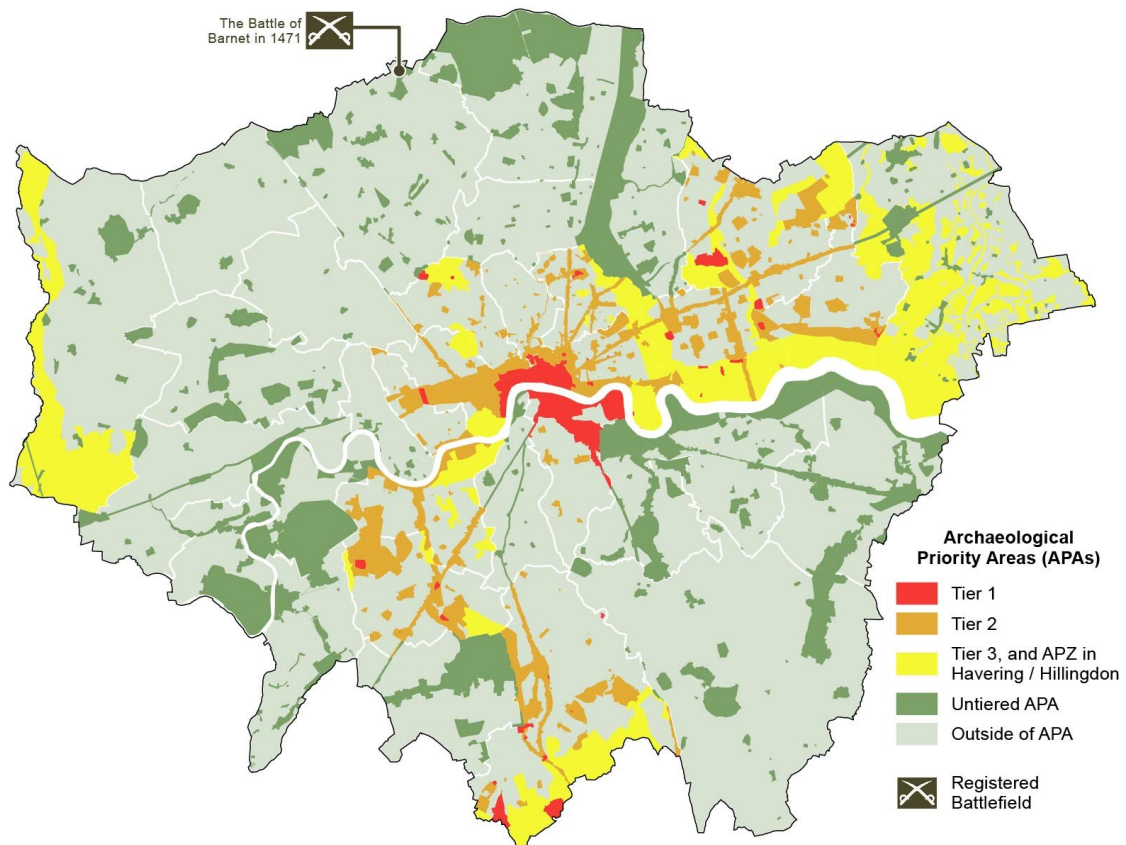 The Battle of
Barnet in 1471
Archaeological
Priority Areas (APAs)
Tier 1
Tier 2
Tier 3, and APZ in
Havering / Hillingdon
Untiered APA
Outside of APA
Registered
Battlefield